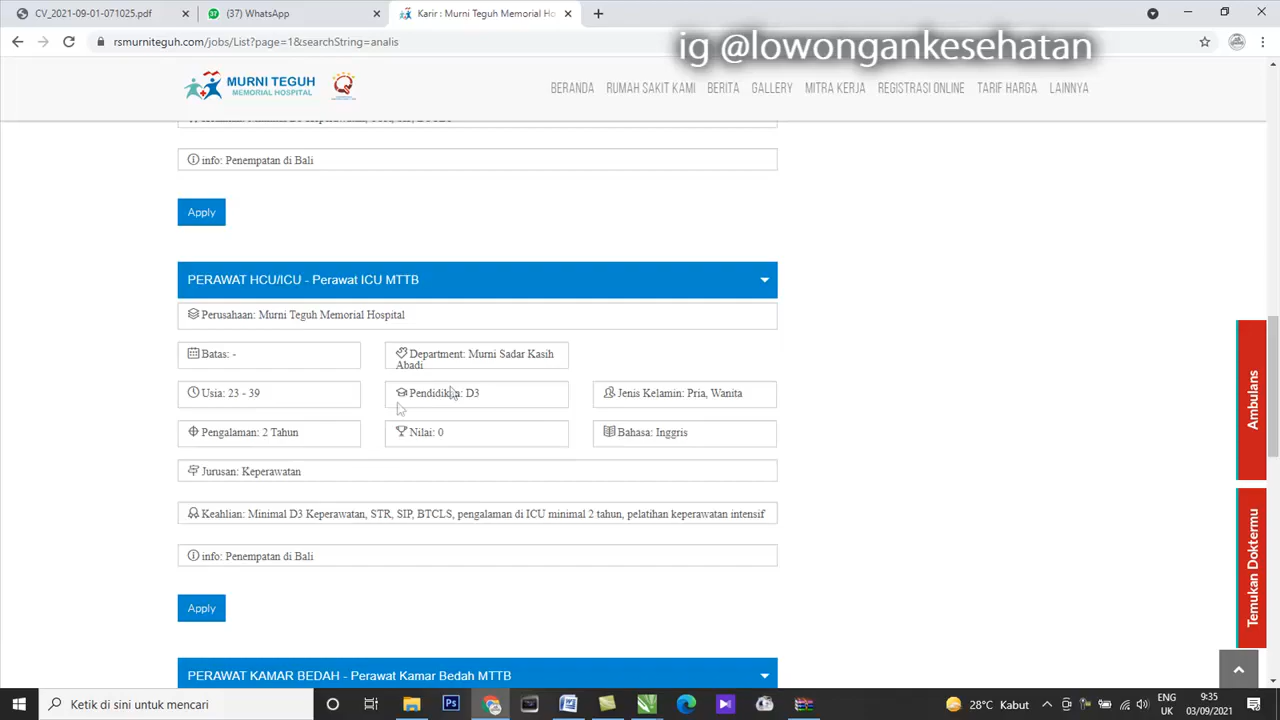 CV_2021-09-01-071025.pdf
(37) WhatsApp
Karir : Murni Teguh Memorial Ho
rsmurniteguh.com/jobs/List?page=1&searchString=analis
ig @lowongankesehatan
MURNI TEGUH
MEMORIAL HOSPITAL
BERANDA RUMAH SAKIT KAMI BERITA GALLERY MITRA KERJA REGISTRASI ONLINE TARIF HARGA LAINNYA
info: Penempatan di Bali
Apply
PERAWAT HCU/ICU - Perawat ICU MTTB
Perusahaan: Murni Teguh Memorial Hospital
Batas: -
Department: Murni Sadar Kasih
Abadi
Usia: 23 - 39
Pendidikan: D3
Jenis Kelamin: Pria, Wanita
Pengalaman: 2 Tahun
Nilai: 0
Bahasa: Inggris
Jurusan: Keperawatan
Keahlian: Minimal D3 Keperawatan, STR, SIP, BTCLS, pengalaman di ICU minimal 2 tahun, pelatihan keperawatan intensif
info: Penempatan di Bali
Apply
PERAWAT KAMAR BEDAH - Perawat Kamar Bedah MTTB
Ambulans
Temukan Doktermu
Ketik di sini untuk mencari
28°C Kabut
ENG
UK
9:35
03/09/2021